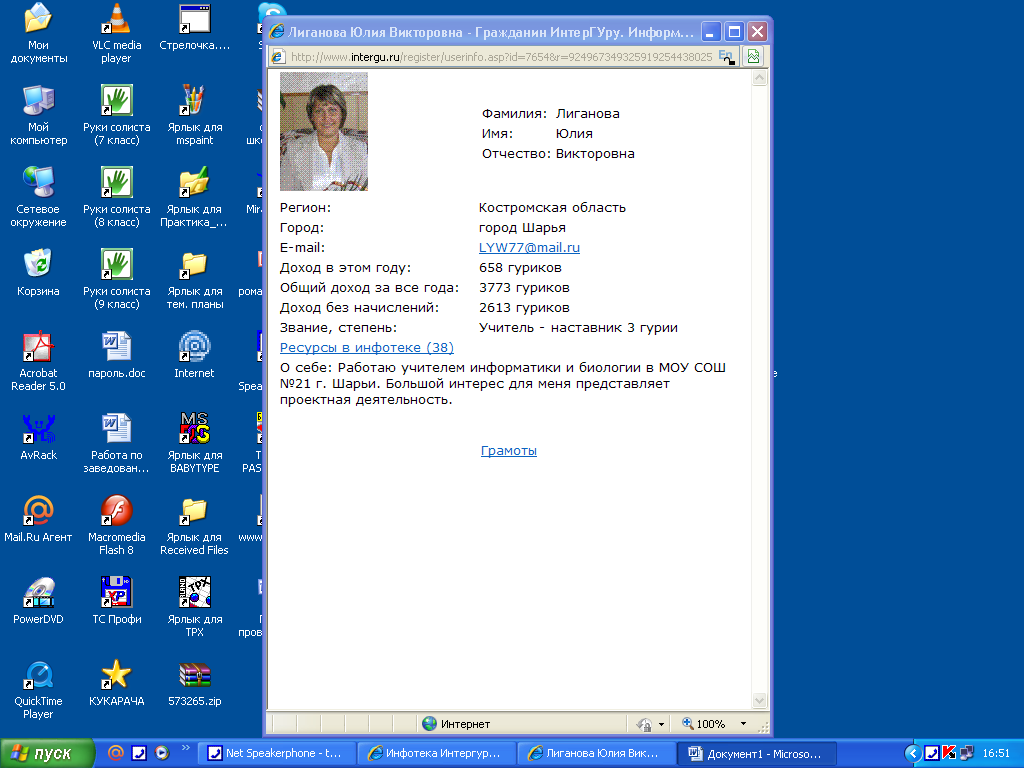 Мои документы
VLC media player
Стрелочка....
Мой компьютер
Руки солиста (7 класс)
Ярлык для mspaint
Сетевое окружение
Руки солиста (8 класс)
Ярлык для Практика_...
Корзина
Руки солиста (9 класс)
Ярлык для тем. планы
Acrobat Reader 5.0
пароль.doc
Internet
AvRack
Работа по заведован...
Ярлык для BABYTYPE
Mail.Ru Агент
Macromedia Flash 8
Ярлык для Received Files
PowerDVD
ТС Профи
Ярлык для TPX
QuickTime Player
КУКАРАЧА
573265.zip
Лиганова Юлия Викторовна - Гражданин ИнтерГУру. Информ...
http://www.intergu.ru/register/userinfo.asp?id=7654&r=924967349325919254438025
Фамилия: Лиганова
Имя: Юлия
Отчество: Викторовна
Регион: Костромская область
Город: город Шарья
E-mail: LYW77@mail.ru
Доход в этом году: 658 гуриков
Общий доход за все года: 3773 гуриков
Доход без начислений: 2613 гуриков
Звание, степень: Учитель - наставник 3 гурии
Ресурсы в инфотеке (38)
О себе: Работаю учителем информатики и биологии в МОУ СОШ
№21 г. Шарьи. Большой интерес для меня представляет
проектная деятельность.
Грамоты
Интернет
100%
пуск
Net Speakerphone - t...
Инфотека Интергур...
Лиганова Юлия Вик...
Документ1 - Microso...
16:51